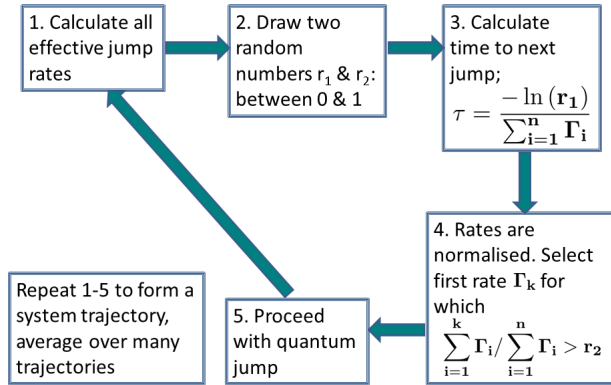 1. Calculate all
effective jump
rates
2. Draw two
random
numbers r₁ & r₂:
between 0 & 1
3. Calculate
time to next
jump;
τ = −ln (r₁) / ∑ⁿᵢ₌₁ Γᵢ
4. Rates are
normalised. Select
first rate Γₖ for
which
∑ᵏᵢ₌₁ Γᵢ/ ∑ⁿᵢ₌₁ Γᵢ > r₂
5. Proceed
with quantum
jump
Repeat 1-5 to form a
system trajectory,
average over many
trajectories